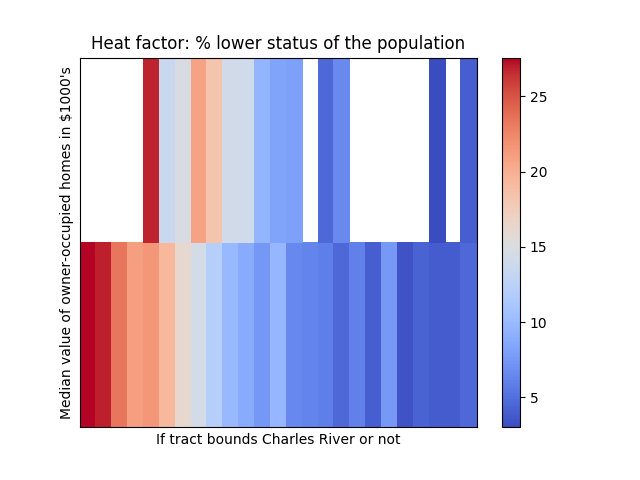 Heat factor: % lower status of the population
Median value of owner-occupied homes in $1000's
If tract bounds Charles River or not
25
20
15
10
5